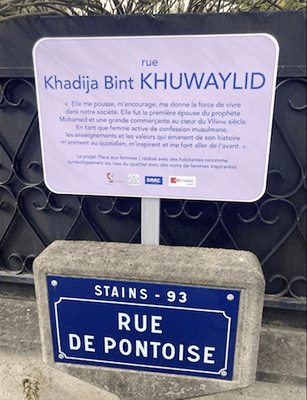 rue
Khadija Bint KHUWAYLID
« Elle me pousse, m'encourage, me donne la force de vivre
dans notre société. Elle fut la première épouse du prophète
Mohamed et une grande commerçante au cœur du VIIème siècle.
En tant que femme active de confession musulmane,
les enseignements et les valeurs qui émanent de son histoire
m'animent au quotidien, m'inspirent et me font aller de l'avant. »
Le projet Place aux femmes ! réalisé avec des habitantes renomme
symboliquement les rues du quartier avec des noms de femmes inspirantes.
STAINS - 93
RUE
DE PONTOISE